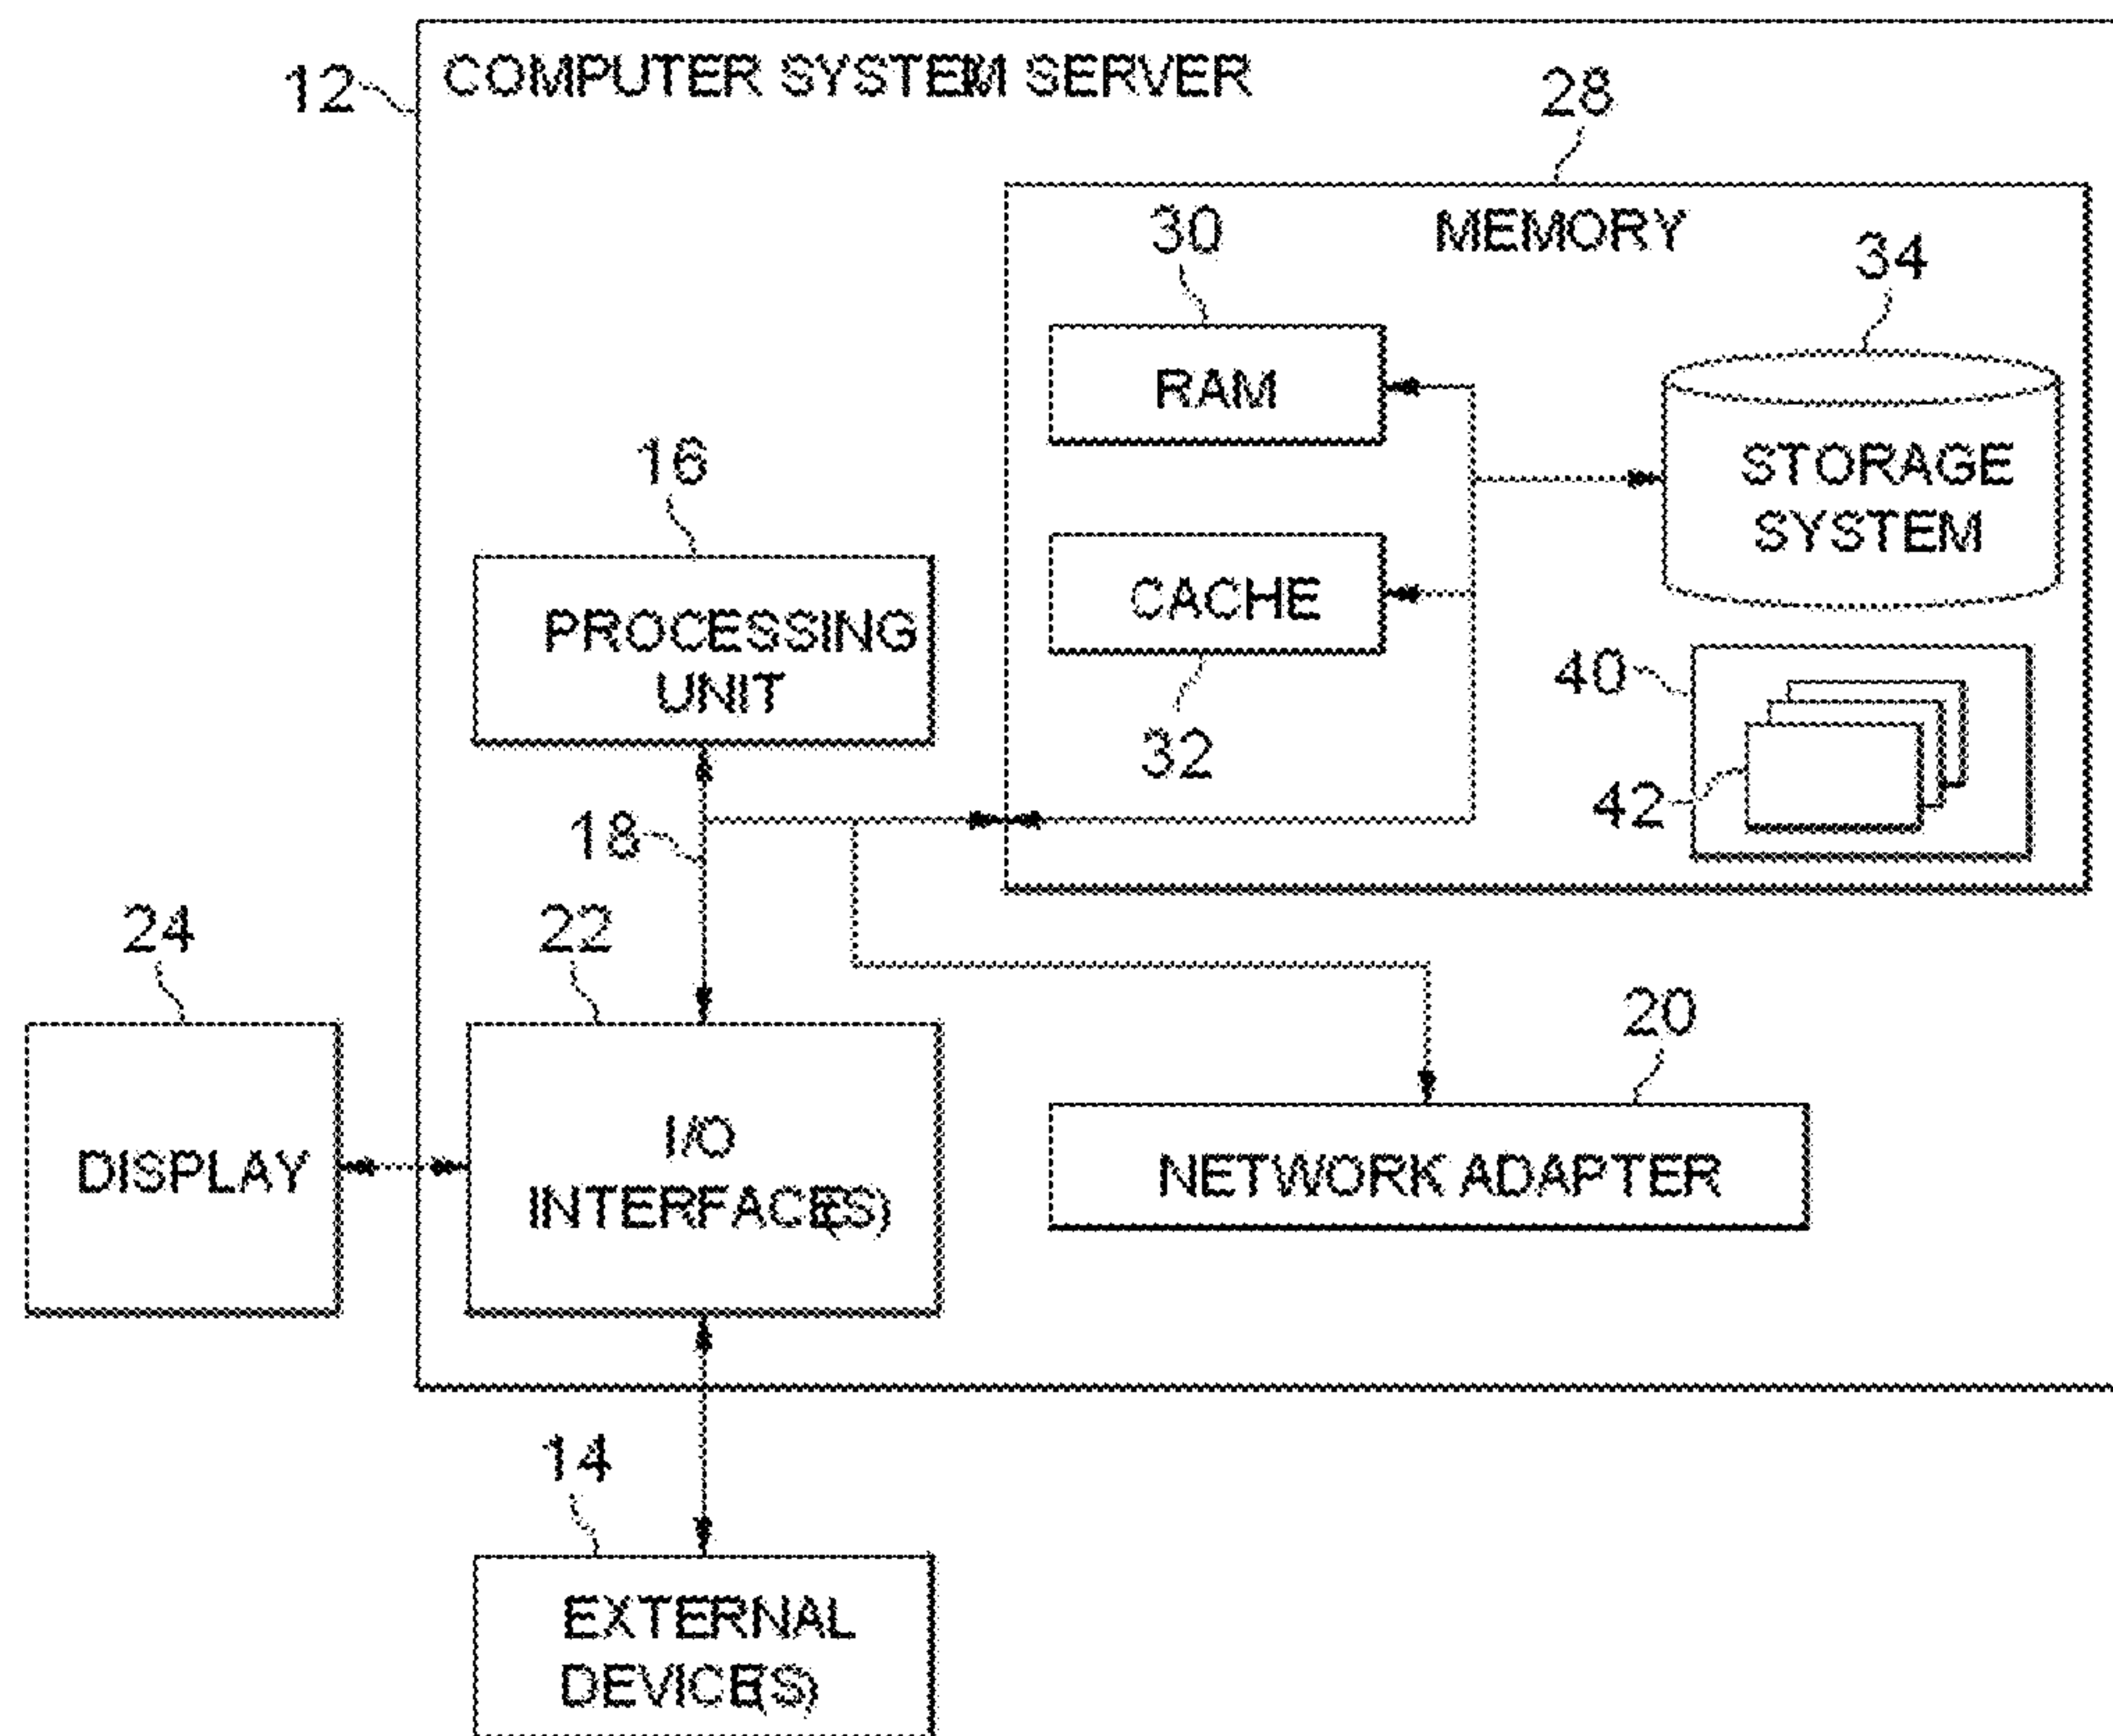 12
COMPUTER SYSTEM SERVER
28
MEMORY
30
34
RAM
STORAGE
SYSTEM
16
CACHE
PROCESSING
UNIT
40
32
42
18
24
22
20
DISPLAY
I/O
INTERFACE(S)
NETWORK ADAPTER
14
EXTERNAL
DEVICE(S)